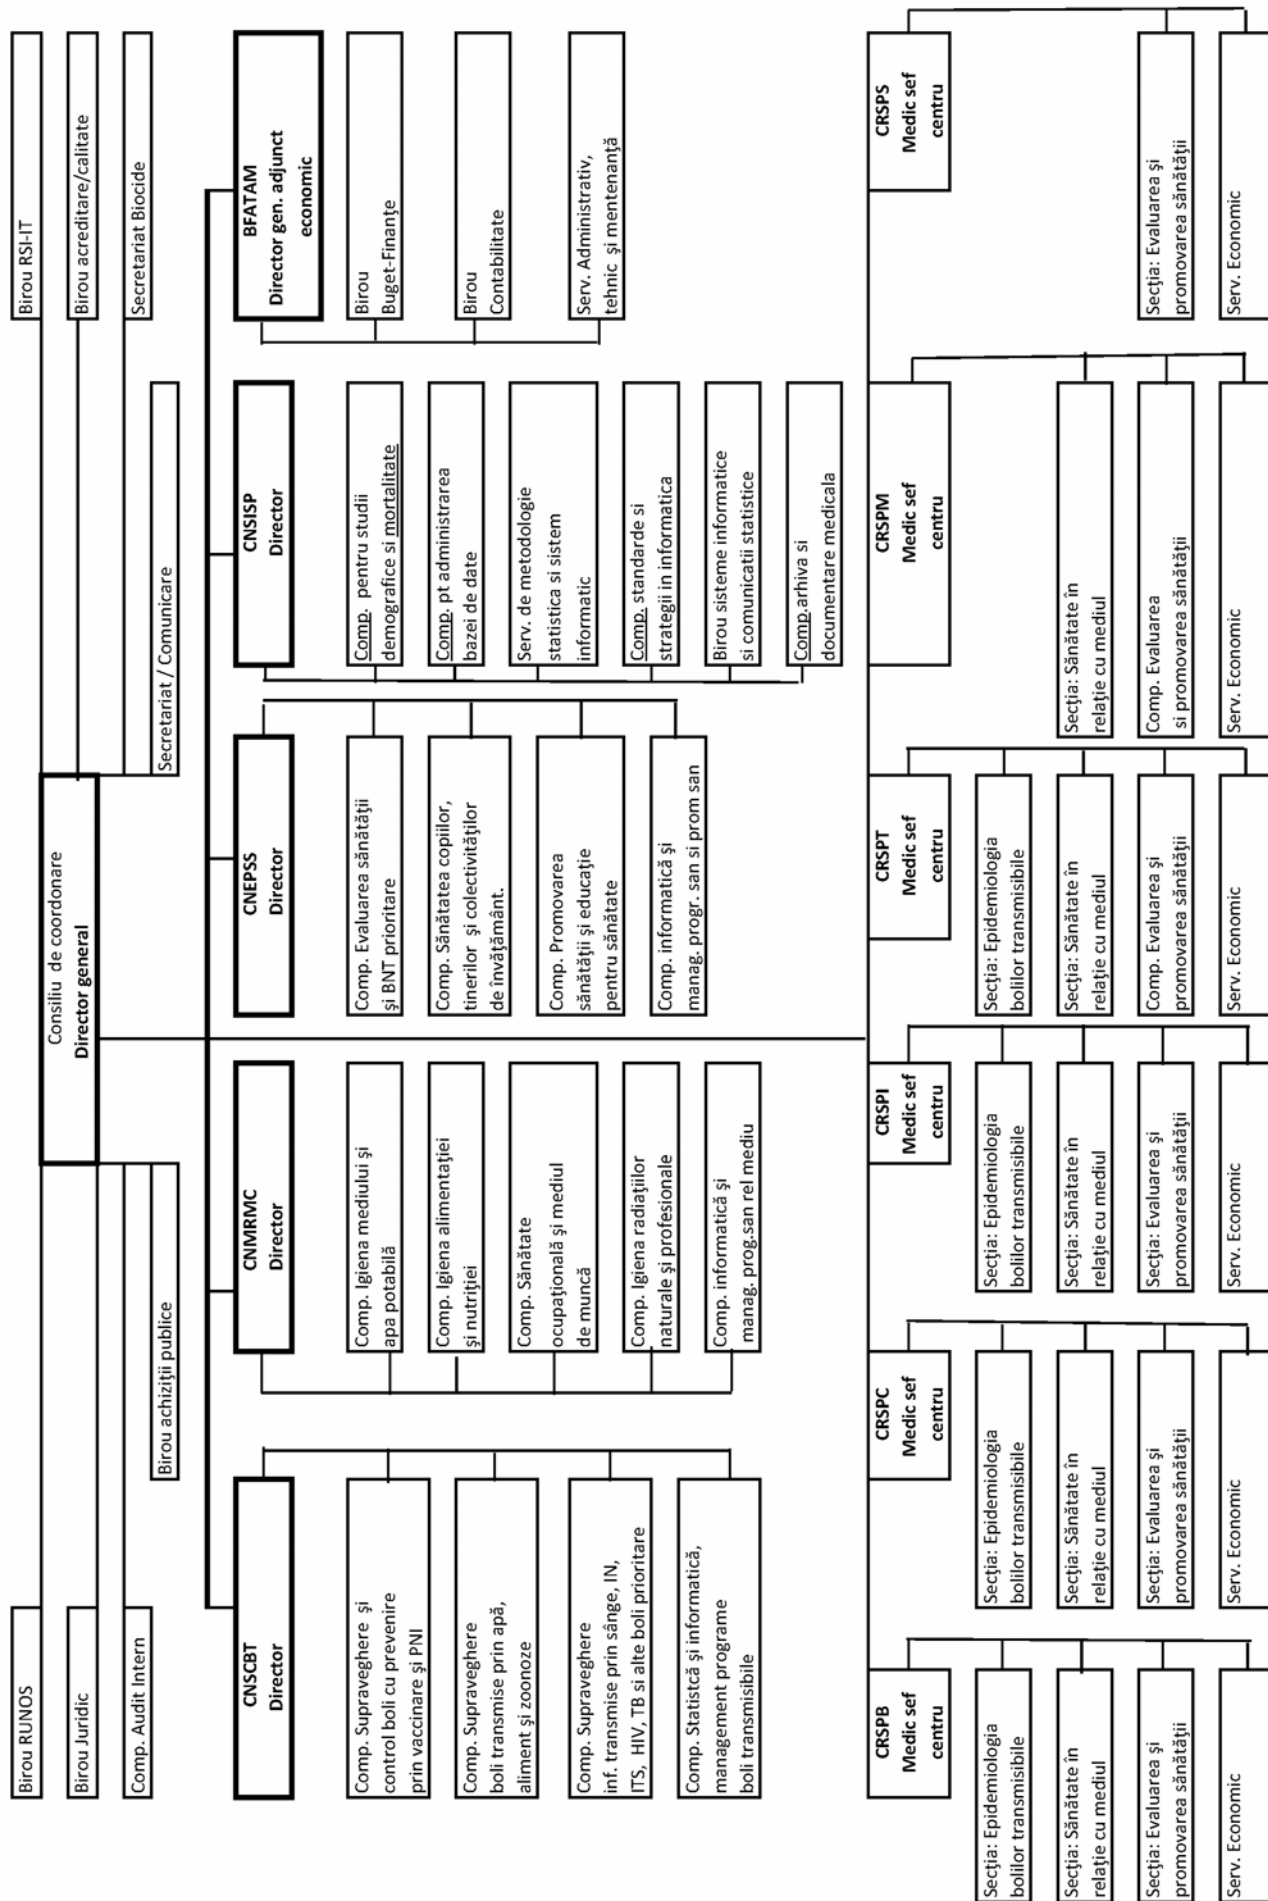 Consiliu de coordonare
Director general
Birou RUNOS
Birou RSI-IT
Birou Juridic
Birou acreditare/calitate
Comp. Audit Intern
Secretariat Biocide
Birou achiziţii publice
Secretariat / Comunicare
CNSCBT
Director
Comp. Supraveghere şi
control boli cu prevenire
prin vaccinare şi PNI
Comp. Supraveghere
boli transmise prin apă,
aliment şi zoonoze
Comp. Supraveghere
inf. transmise prin sânge, IN,
ITS, HIV, TB si alte boli prioritare
Comp. Statistcă şi informatică,
management programe
boli transmisibile
CNMRMC
Director
Comp. Igiena mediului şi
apa potabilă
Comp. Igiena alimentaţiei
şi nutriţiei
Comp. Sănătate
ocupaţională şi mediul
de muncă
Comp. Igiena radiaţiilor
naturale şi profesionale
Comp. informatică şi
manag. prog.san rel mediu
CNEPSS
Director
Comp. Evaluarea sănătăţii
şi BNT prioritare
Comp. Sănătatea copiilor,
tinerilor şi colectivităţilor
de învăţământ.
Comp. Promovarea
sănătăţii şi educaţie
pentru sănătate
Comp. informatică şi
manag. progr. san si prom san
CNSISP
Director
Comp. pentru studii
demografice si mortalitate
Comp. pt administrarea
bazei de date
Serv. de metodologie
statistica si sistem
informatic
Comp. standarde si
strategii in informatica
Birou sisteme informatice
si comunicatii statistice
Comp.arhiva si
documentare medicala
BFATAM
Director gen. adjunct
economic
Birou
Buget-Finanţe
Birou
Contabilitate
Serv. Administrativ,
tehnic şi mentenanţă
CRSPB
Medic sef
centru
Secţia: Epidemiologia
bolilor transmisibile
Secţia: Sănătate în
relaţie cu mediul
Secţia: Evaluarea şi
promovarea sănătăţii
Serv. Economic
CRSPC
Medic sef
centru
Secţia: Epidemiologia
bolilor transmisibile
Secţia: Sănătate în
relaţie cu mediul
Secţia: Evaluarea şi
promovarea sănătăţii
Serv. Economic
CRSPI
Medic sef
centru
Secţia: Epidemiologia
bolilor transmisibile
Secţia: Sănătate în
relaţie cu mediul
Secţia: Evaluarea şi
promovarea sănătăţii
Serv. Economic
CRSPT
Medic sef
centru
Secţia: Epidemiologia
bolilor transmisibile
Secţia: Sănătate în
relaţie cu mediul
Comp. Evaluarea şi
promovarea sănătăţii
Serv. Economic
CRSPM
Medic sef
centru
Secţia: Sănătate în
relaţie cu mediul
Comp. Evaluarea
si promovarea sănătăţii
Serv. Economic
CRSPS
Medic sef
centru
Secţia: Evaluarea şi
promovarea sănătăţii
Serv. Economic